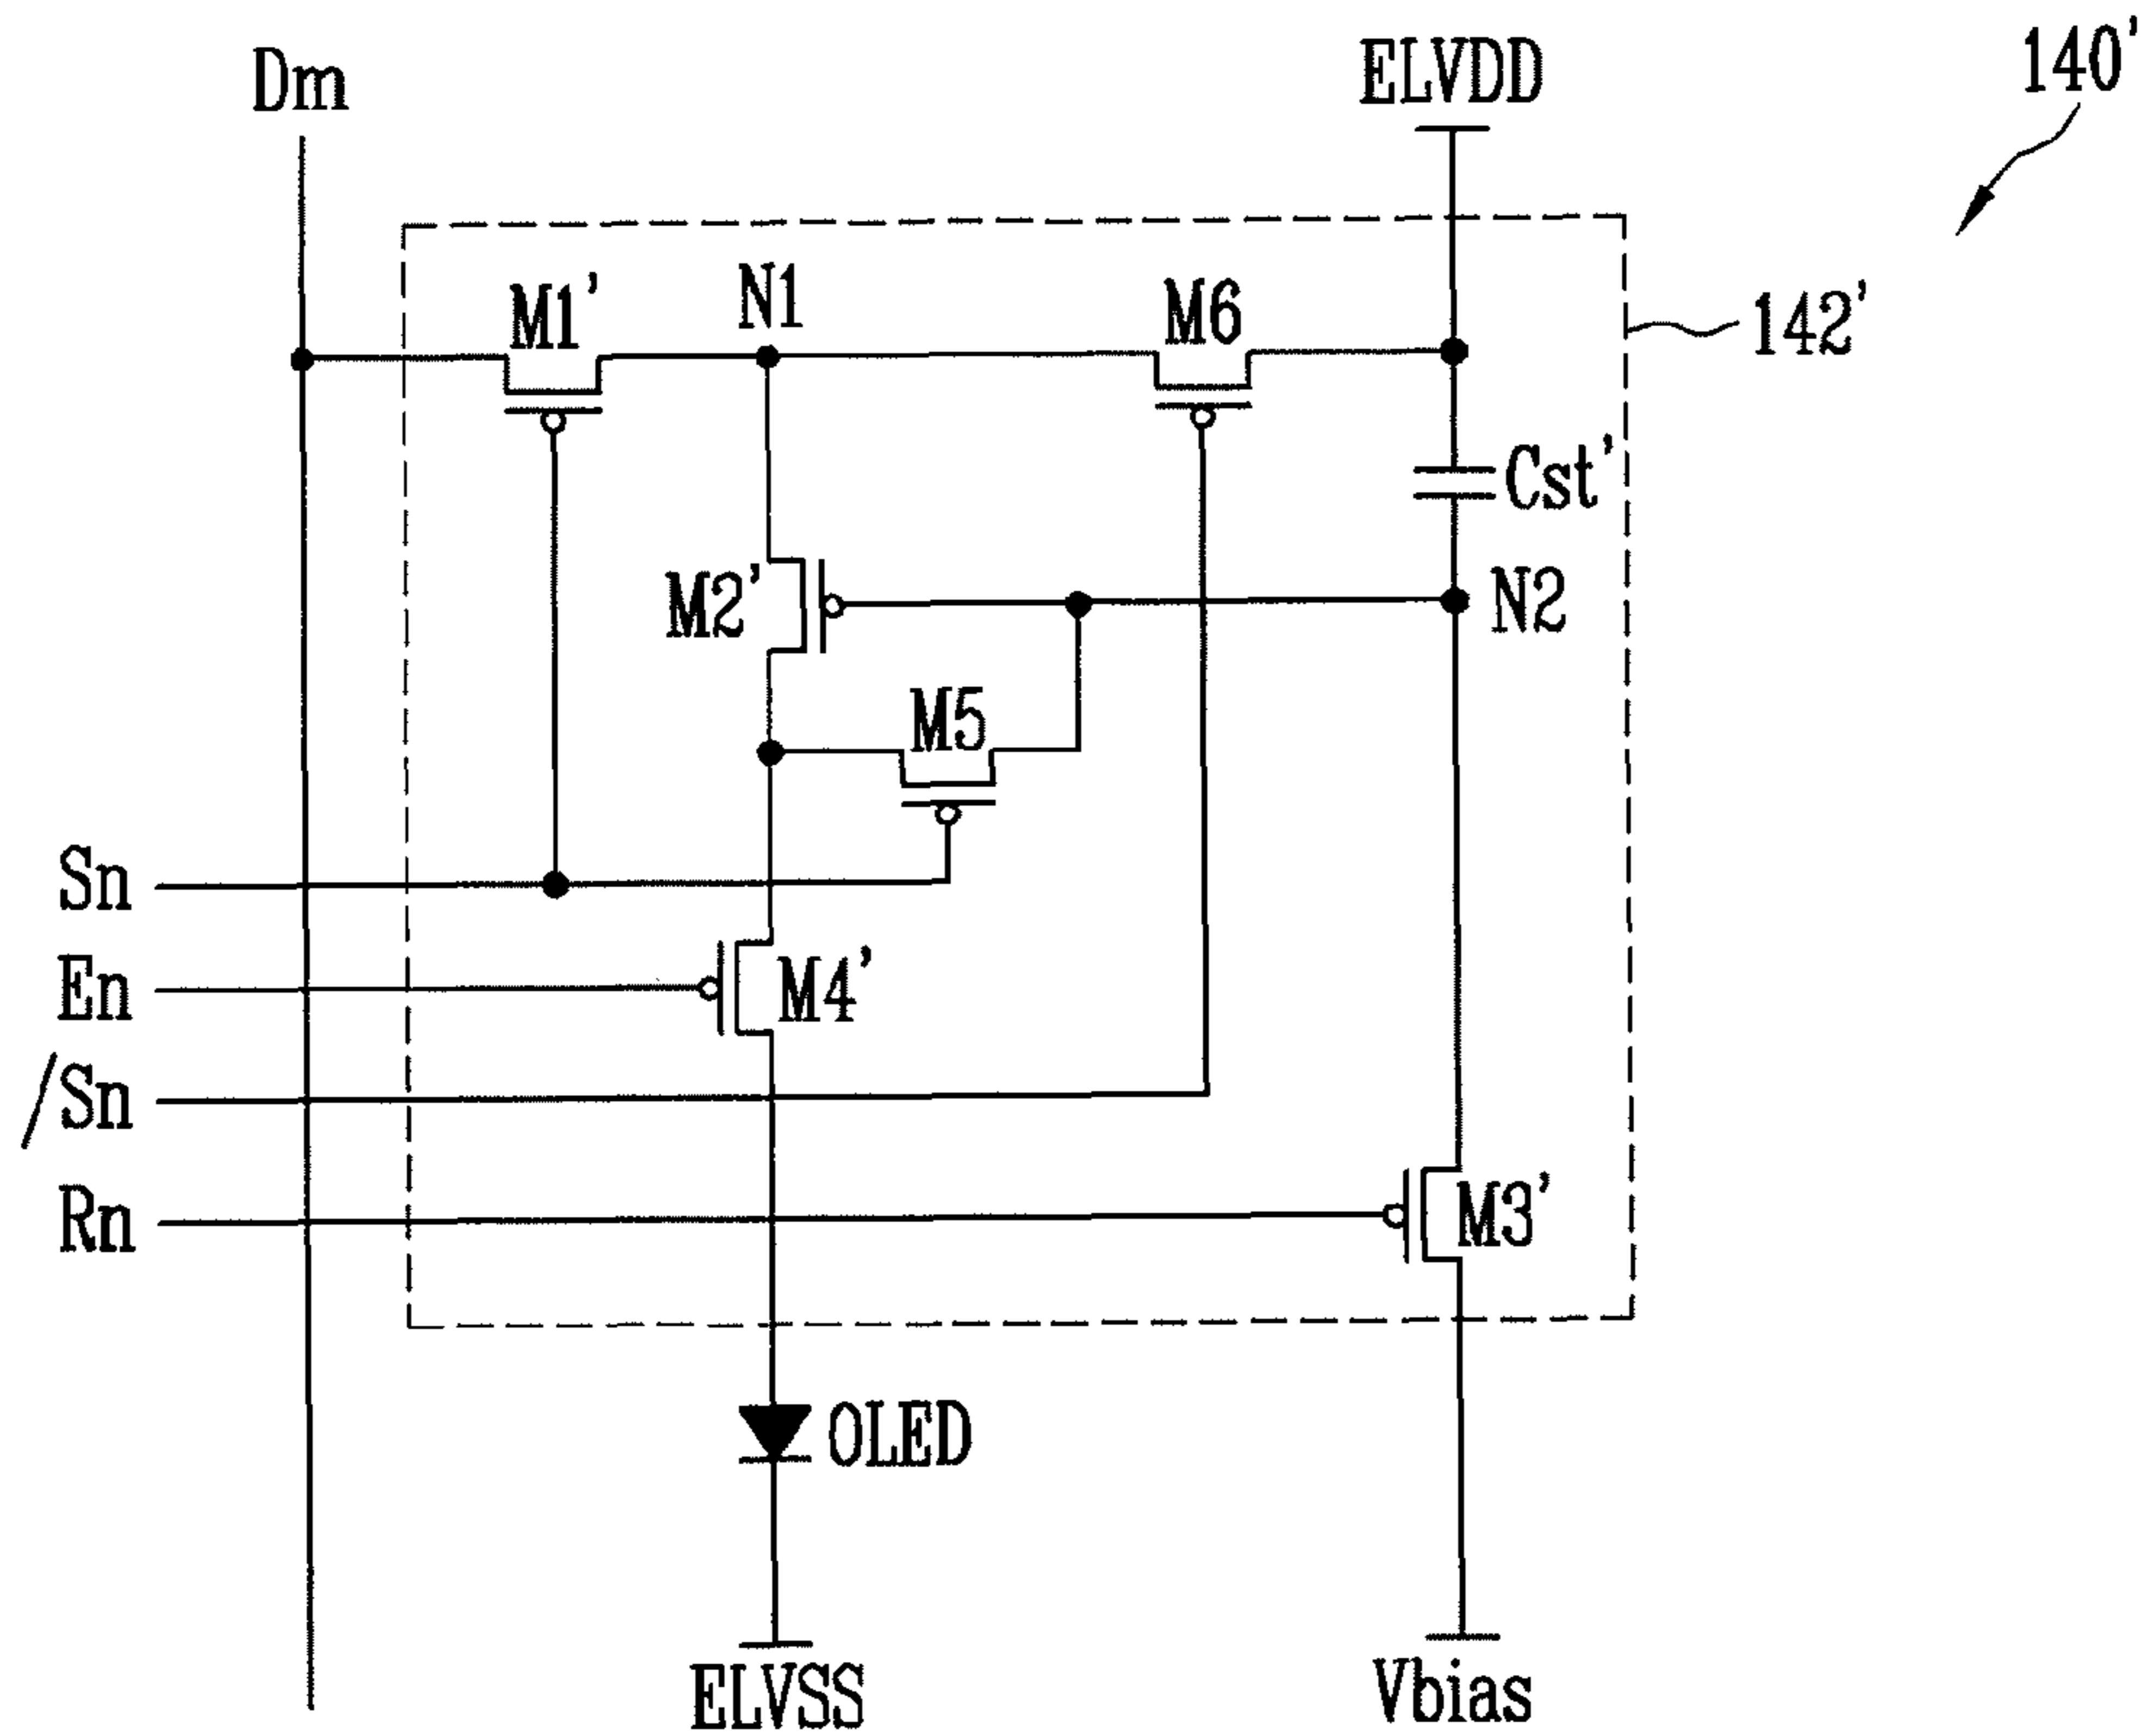 Dm
ELVDD
140'
M1'
N1
M6
142'
Cst'
M2'
N2
M5
Sn
En
M4'
/Sn
Rn
M3'
OLED
ELVSS
Vbias